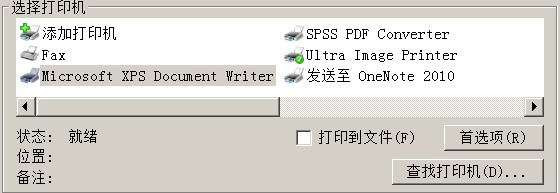 选择打印机
添加打印机
SPSS PDF Converter
Fax
Ultra Image Printer
Microsoft XPS Document Writer
发送至 OneNote 2010
状态: 就绪
打印到文件(F)
首选项(R)
位置:
备注:
查找打印机(D)...